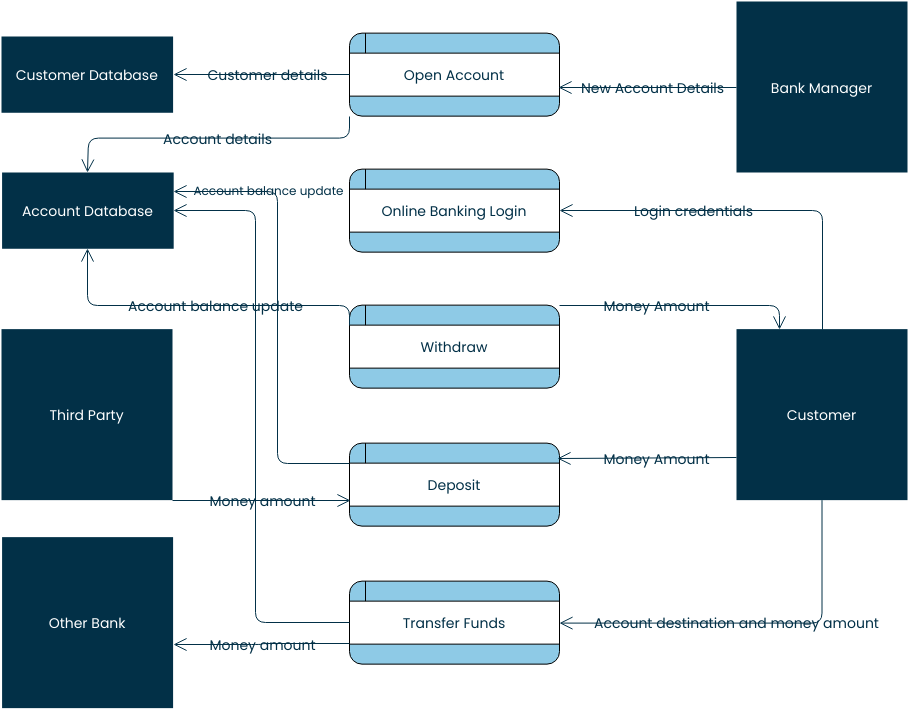 Customer Database
Customer details
Open Account
New Account Details
Bank Manager
Account details
Account Database
Account balance update
Online Banking Login
Login credentials
Account balance update
Money Amount
Withdraw
Third Party
Customer
Money Amount
Deposit
Money amount
Other Bank
Transfer Funds
Account destination and money amount
Money amount